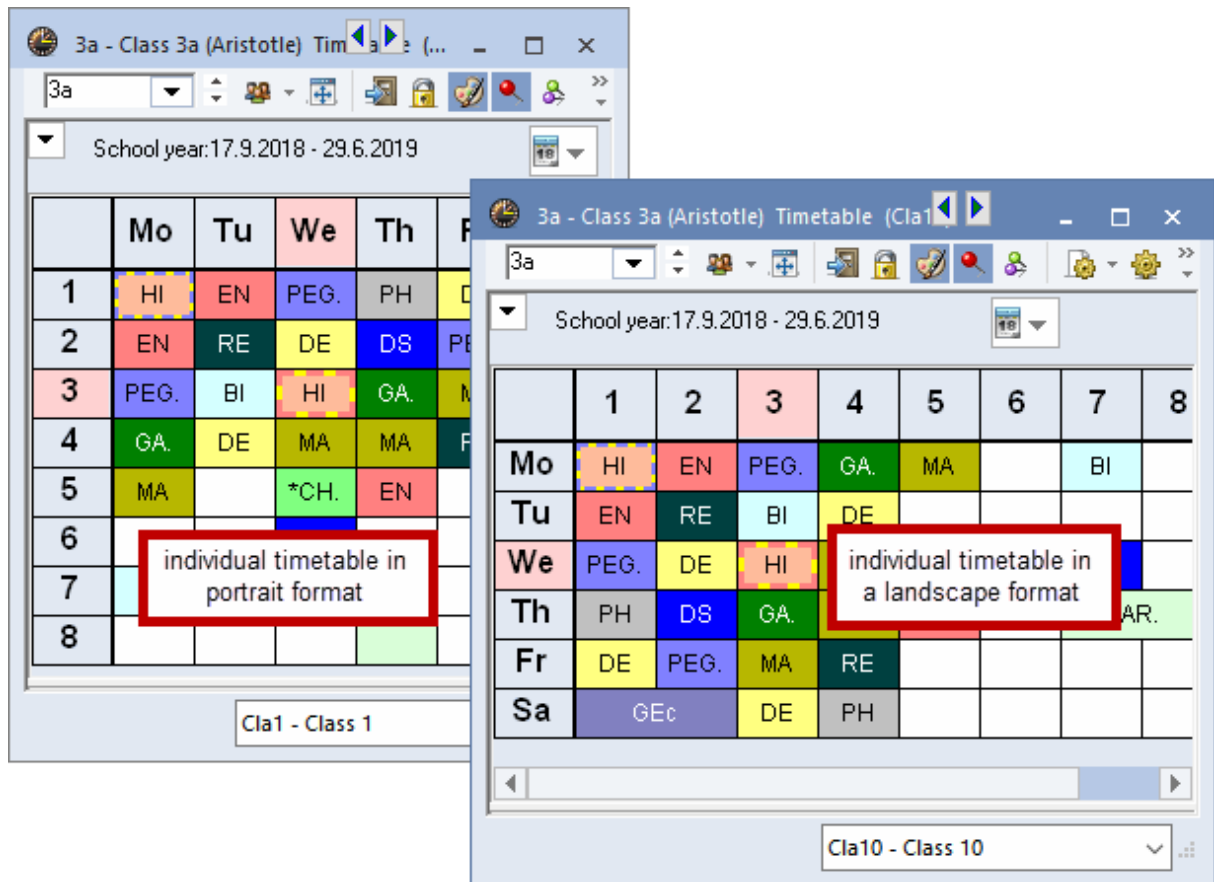 3a - Class 3a (Aristotle) Tim
3a
School year:17.9.2018 - 29.6.2019
18
Mo Tu We Th
1 HI EN PEG. PH
2 EN RE DE DS
3 PEG. BI HI GA.
4 GA. DE MA MA
5 MA *CH. EN
6
7
8
individual timetable in
portrait format
Cla1 - Class 1
3a - Class 3a (Aristotle) Timetable (Cla1
3a
School year:17.9.2018 - 29.6.2019
18
1 2 3 4 5 6 7 8
Mo HI EN PEG. GA. MA BI
Tu EN RE BI DE
We PEG. DE HI
Th PH DS GA. AR.
Fr DE PEG. MA RE
Sa GEc DE PH
individual timetable in
a landscape format
Cla10 - Class 10